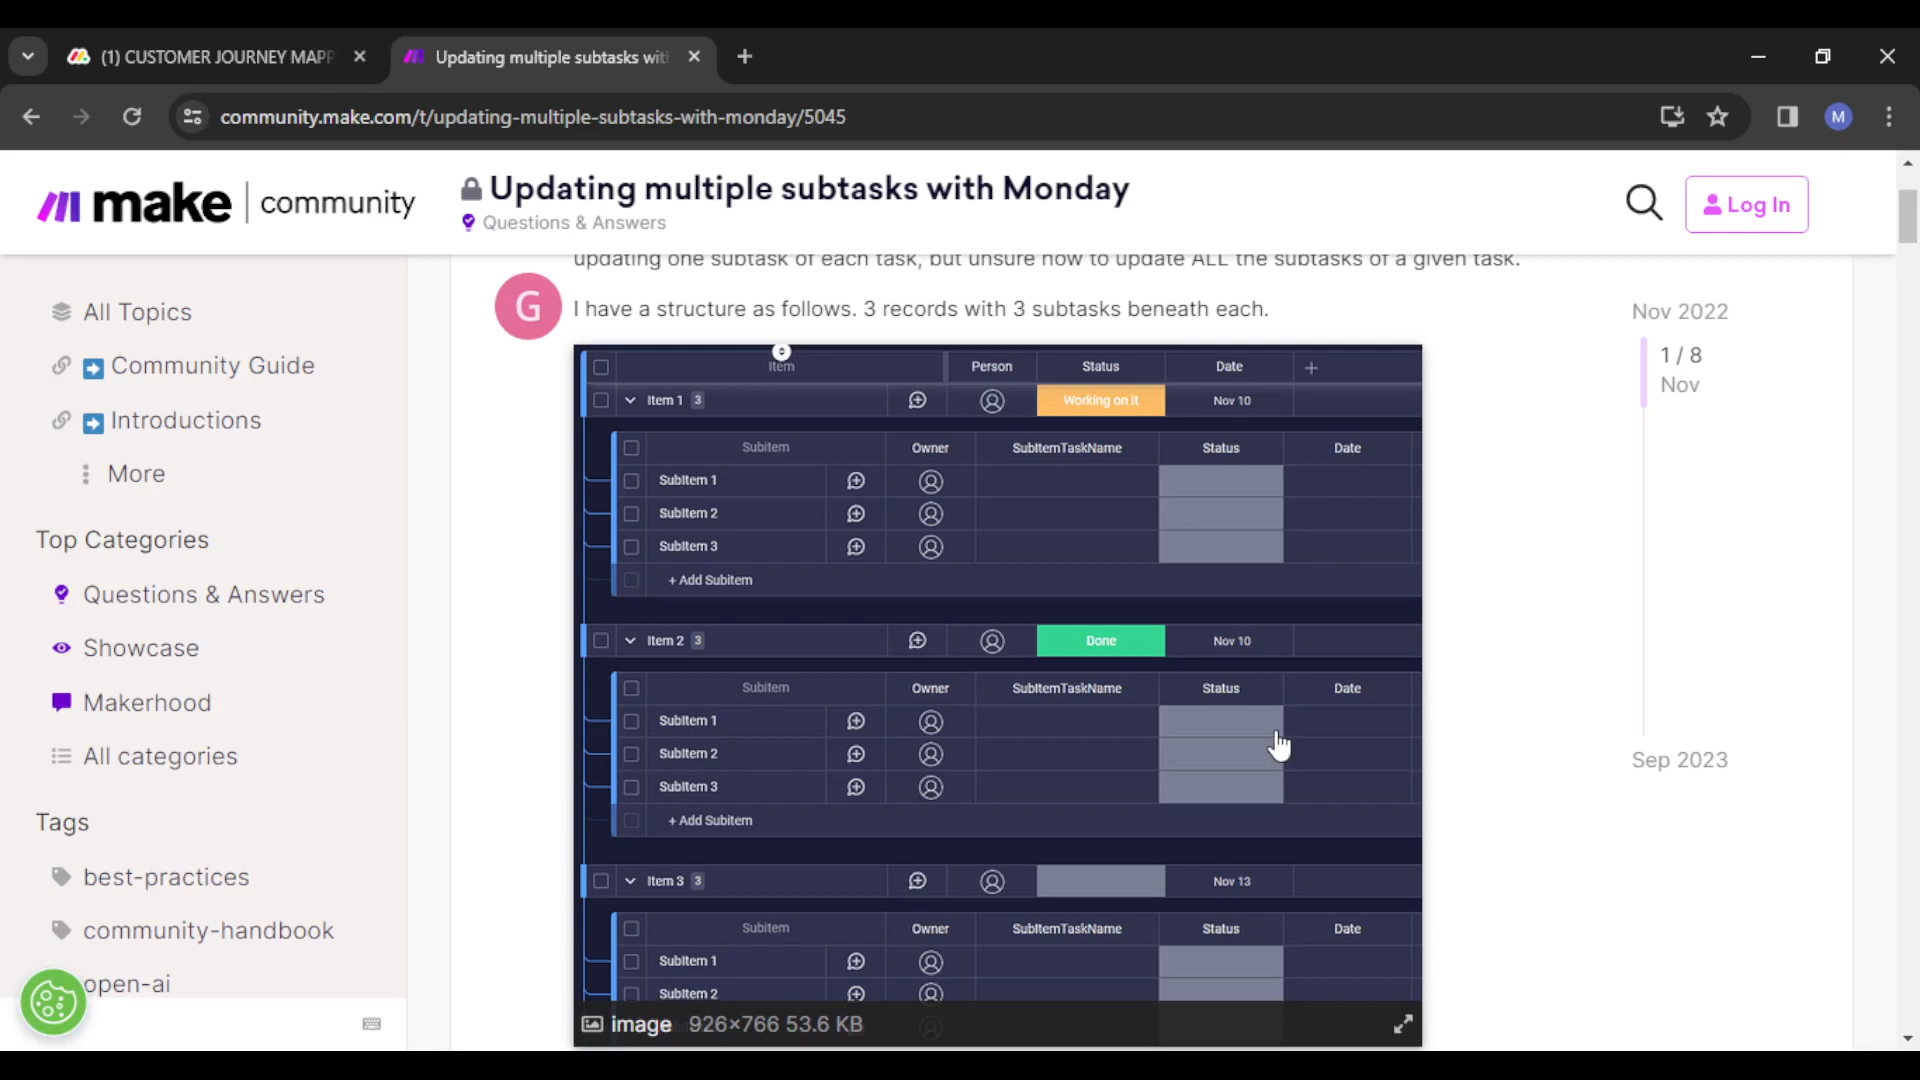 (1) CUSTOMER JOURNEY MAPP
Updating multiple subtasks wit
community.make.com/t/updating-multiple-subtasks-with-monday/5045
M
make | community
Updating multiple subtasks with Monday
Questions & Answers
Log In
All Topics
Community Guide
Introductions
More
Top Categories
Questions & Answers
Showcase
Makerhood
All categories
Tags
best-practices
community-handbook
open-ai
updating one subtask of each task, but unsure how to update ALL the subtasks of a given task.
G
I have a structure as follows. 3 records with 3 subtasks beneath each.
Item Person Status Date +
Item 1 3 Working on it Nov 10
Subitem Owner SubItemTaskName Status Date
SubItem 1
SubItem 2
SubItem 3
+ Add Subitem
Item 2 3 Done Nov 10
Subitem Owner SubItemTaskName Status Date
SubItem 1
SubItem 2
SubItem 3
+ Add Subitem
Item 3 3 Nov 13
Subitem Owner SubItemTaskName Status Date
SubItem 1
SubItem 2
image 926×766 53.6 KB
Nov 2022
1 / 8
Nov
Sep 2023